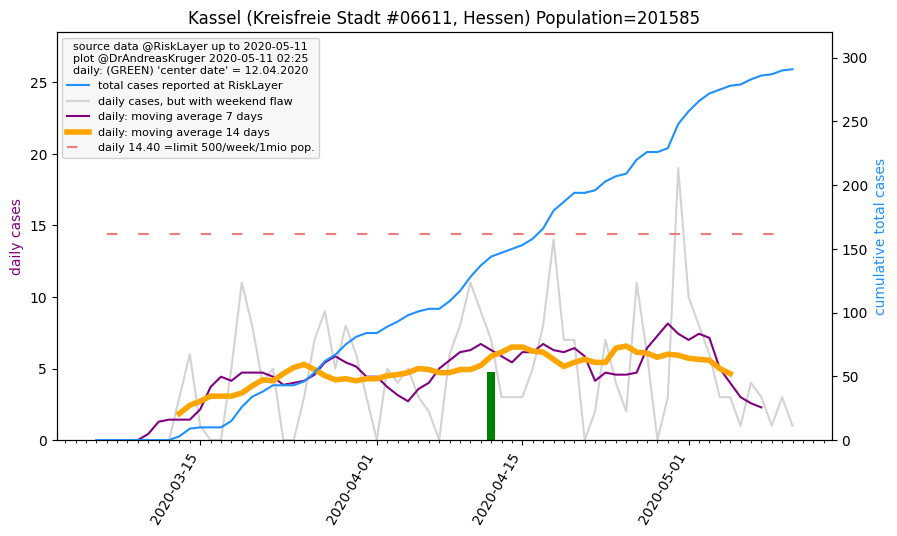 Kassel (Kreisfreie Stadt #06611, Hessen) Population=201585
source data @RiskLayer up to 2020-05-11
plot @DrAndreasKruger 2020-05-11 02:25
daily: (GREEN) 'center date' = 12.04.2020
total cases reported at RiskLayer
daily cases, but with weekend flaw
daily: moving average 7 days
daily: moving average 14 days
daily 14.40 =limit 500/week/1mio pop.
daily cases
25
20
15
10
5
0
300
250
200
150
100
50
0
cumulative total cases
2020-03-15
2020-04-01
2020-04-15
2020-05-01